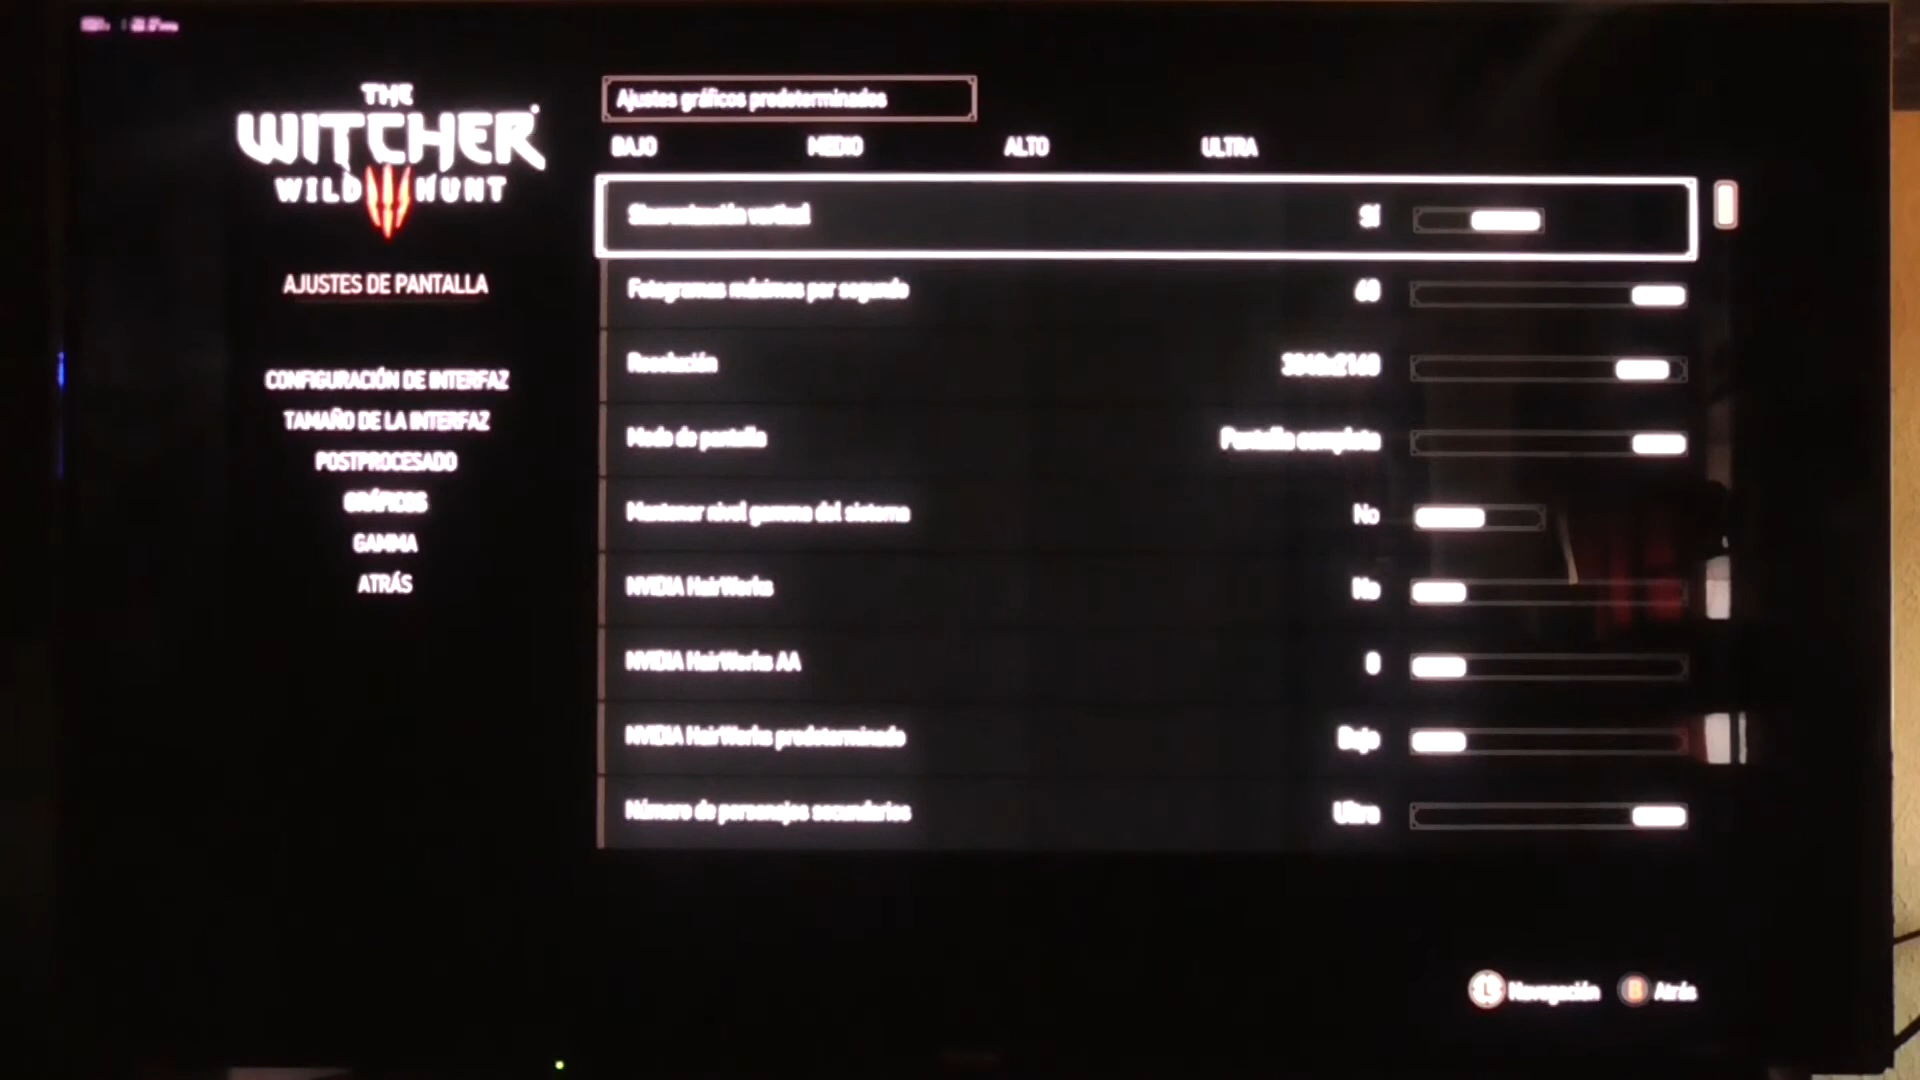 THE
WITCHER
WILD HUNT
AJUSTES DE PANTALLA
CONFIGURACIÓN DE INTERFAZ
TAMAÑO DE LA INTERFAZ
POSTPROCESADO
GRÁFICOS
GAMMA
ATRÁS
Ajustes gráficos predeterminados
BAJO MEDIO ALTO ULTRA
Sincronización vertical Sí
Fotogramas máximos por segundo 60
Resolución 3840x2160
Modo de pantalla Pantalla completa
Mantener nivel gamma del sistema No
NVIDIA HairWorks No
NVIDIA HairWorks AA 0
NVIDIA HairWorks predeterminado Bajo
Número de personajes secundarios Ultra
L Navegación B Atrás